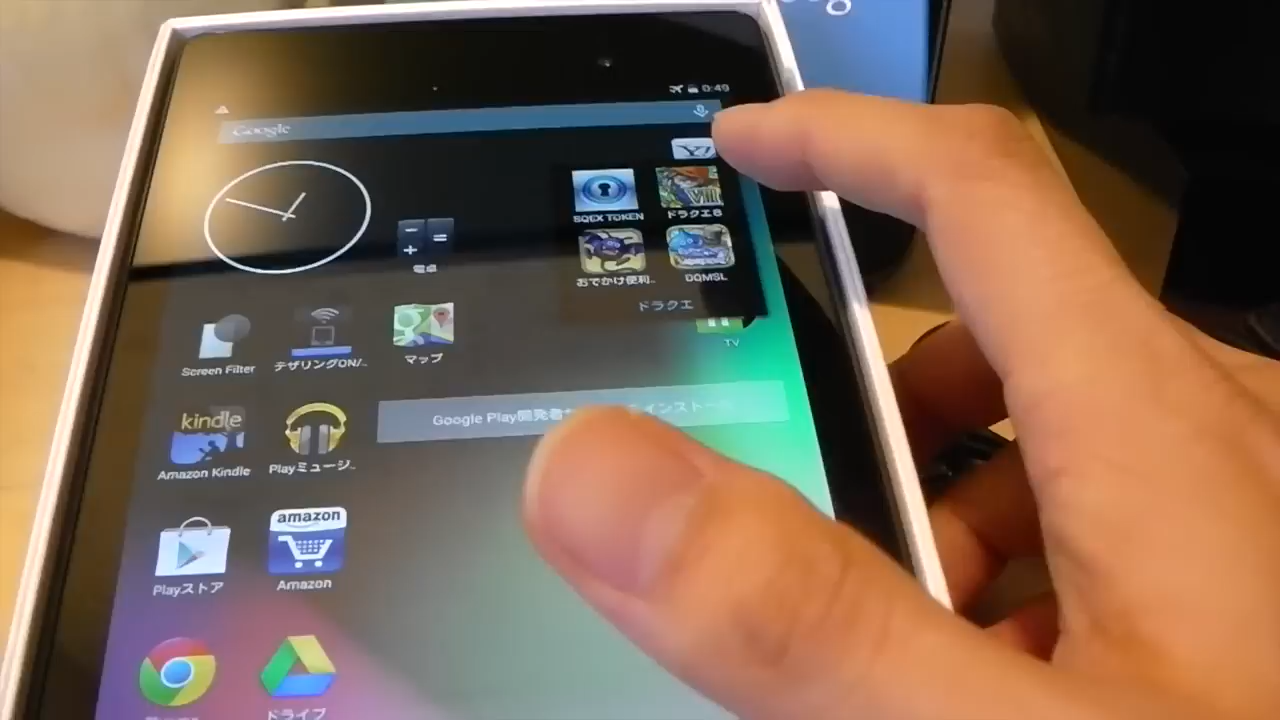 0:49
Google
Y!
SQEX TOKEN
ドラクエ8
VIII
電卓
おでかけ便利..
DQMSL
ドラクエ
TV
Screen Filter
テザリングON/..
マップ
Google Play開発者
インストー
kindle
Amazon Kindle
Playミュージ..
amazon
Playストア
Amazon
ドライブ